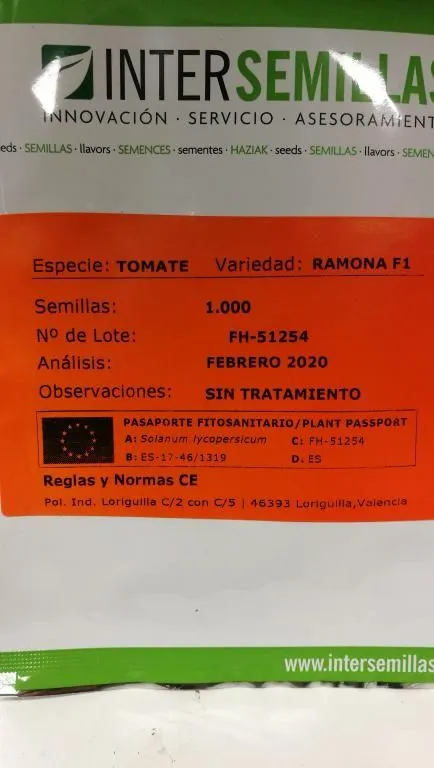 INTERSEMILLAS
INNOVACIÓN · SERVICIO · ASESORAMIENT
eds · SEMILLAS · llavors · SEMENCES · sementes · HAZIAK · seeds · SEMILLAS · llavors · SEMEN
Especie: TOMATE Variedad: RAMONA F1
Semillas: 1.000
Nº de Lote: FH-51254
Análisis: FEBRERO 2020
Observaciones: SIN TRATAMIENTO
PASAPORTE FITOSANITARIO/PLANT PASSPORT
A: Solanum lycopersicum C: FH-51254
B: ES-17-46/1319 D. ES
Reglas y Normas CE
Pol. Ind. Loriguilla C/2 con C/5 | 46393 Loriguilla,Valencia
www.intersemillas